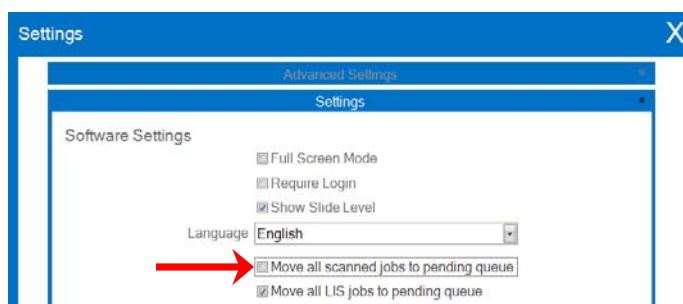 Settings X
Advanced Settings
Settings
Software Settings
Full Screen Mode
Require Login
Show Slide Level
Language English
Move all scanned jobs to pending queue
Move all LIS jobs to pending queue